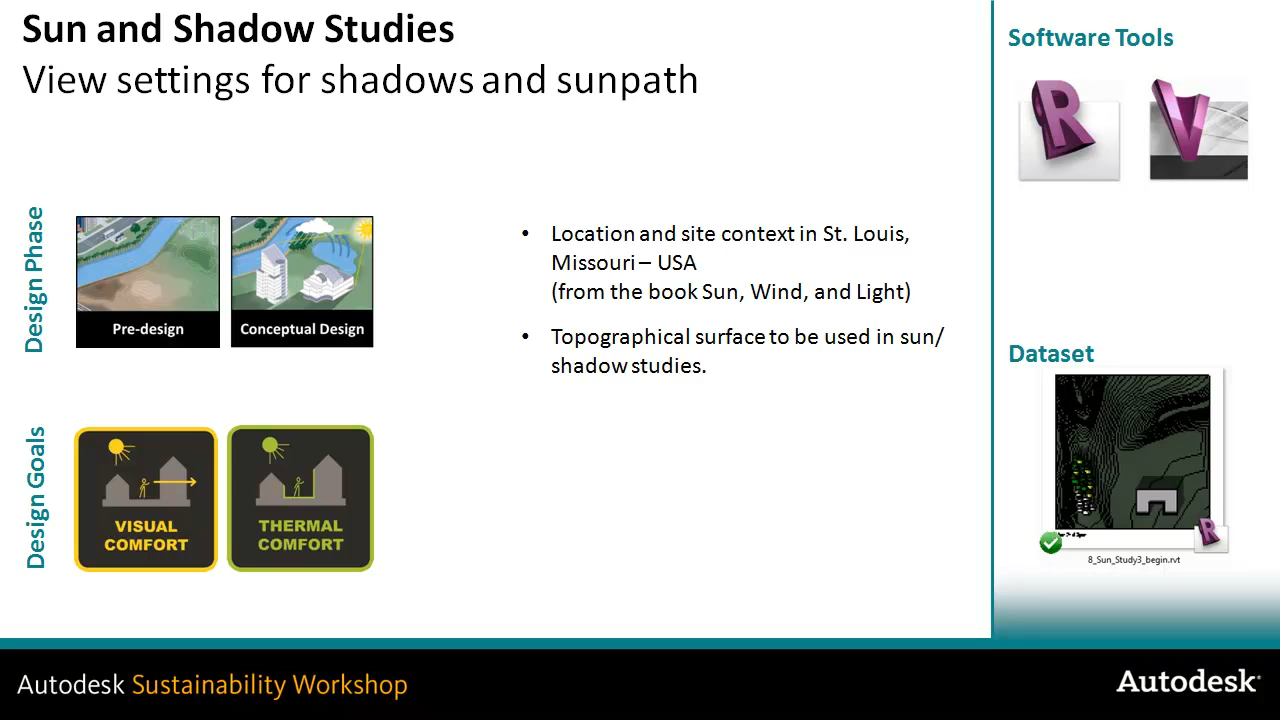 Sun and Shadow Studies
View settings for shadows and sunpath
Design Phase
Pre-design
Conceptual Design
• Location and site context in St. Louis,
Missouri – USA
(from the book Sun, Wind, and Light)
• Topographical surface to be used in sun/
shadow studies.
Design Goals
VISUAL
COMFORT
THERMAL
COMFORT
Software Tools
R
V
Dataset
R
8_Sun_Study3_begin.rvt
Autodesk Sustainability Workshop
Autodesk